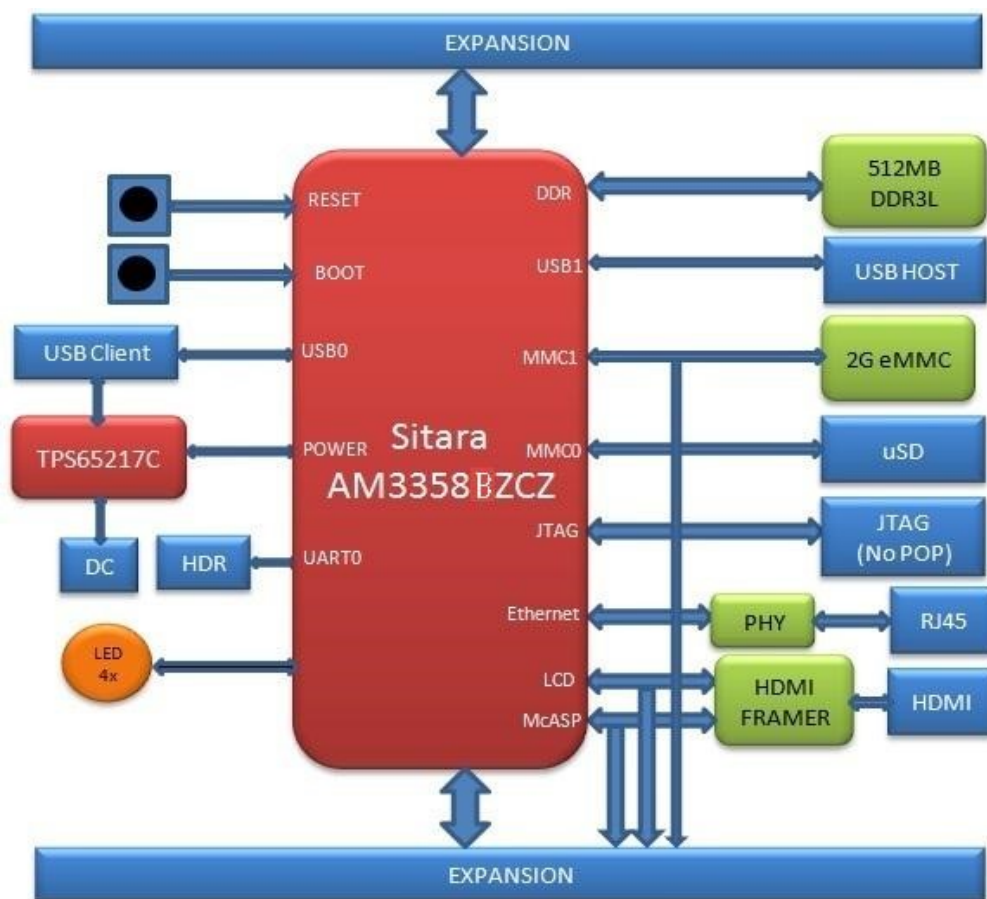 EXPANSION
RESET
DDR
512MB
DDR3L
BOOT
USB1
USB HOST
USB Client
USB0
MMC1
2G eMMC
TPS65217C
POWER
Sitara
AM3358BZCZ
MMC0
uSD
JTAG
JTAG
(No POP)
DC
HDR
UART0
Ethernet
PHY
RJ45
LED
4x
LCD
McASP
HDMI
FRAMER
HDMI
EXPANSION